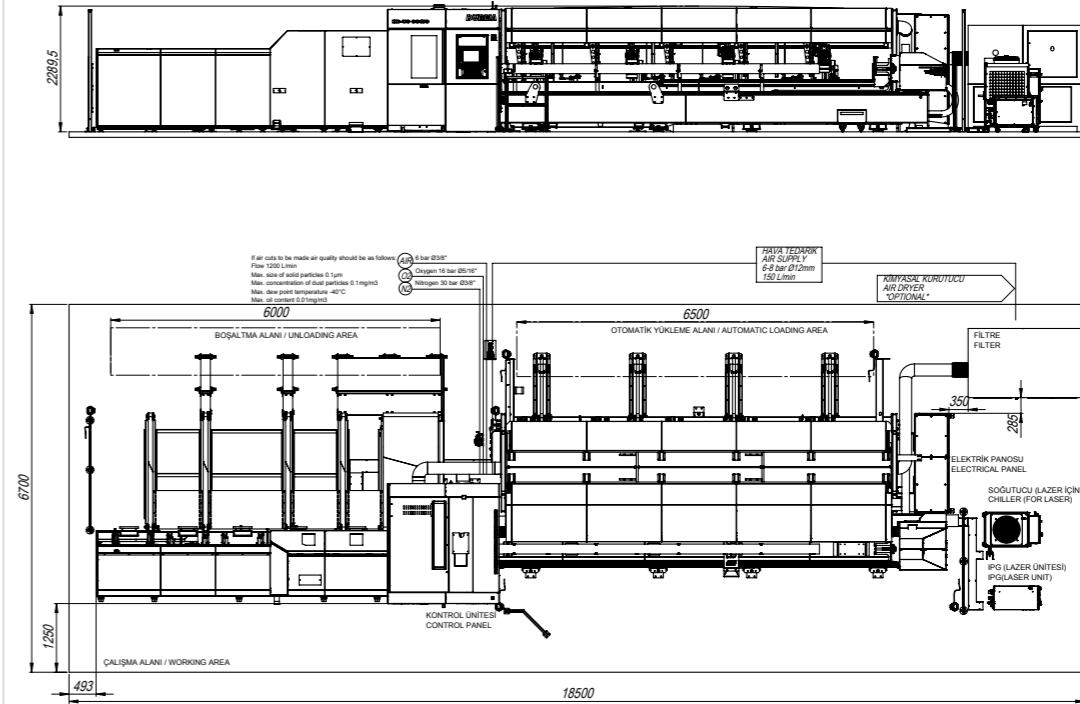 2289,5
DURMA
If air cuts to be made air quality should be as follows:
Flow 1200 L/min
Max. size of solid particles 0.1µm
Max. concentration of dust particles 0.1mg/m3
Max. dew point temperature -40°C
Max. oil content 0.01mg/m3
AIR 6 bar Ø3/8"
O2 Oxygen 16 bar Ø5/16"
N2 Nitrogen 30 bar Ø3/8"
HAVA TEDARİK
AIR SUPPLY
6-8 bar Ø12mm
150 L/min
KİMYASAL KURUTUCU
AIR DRYER
"OPTIONAL"
6000
BOŞALTMA ALANI / UNLOADING AREA
6500
OTOMATİK YÜKLEME ALANI / AUTOMATIC LOADING AREA
FİLTRE
FILTER
350
285
ELEKTRİK PANOSU
ELECTRICAL PANEL
SOĞUTUCU (LAZER İÇİN
CHILLER (FOR LASER)
IPG (LAZER ÜNİTESİ)
IPG(LASER UNIT)
6700
1250
KONTROL ÜNİTESİ
CONTROL PANEL
ÇALIŞMA ALANI / WORKING AREA
493
18500